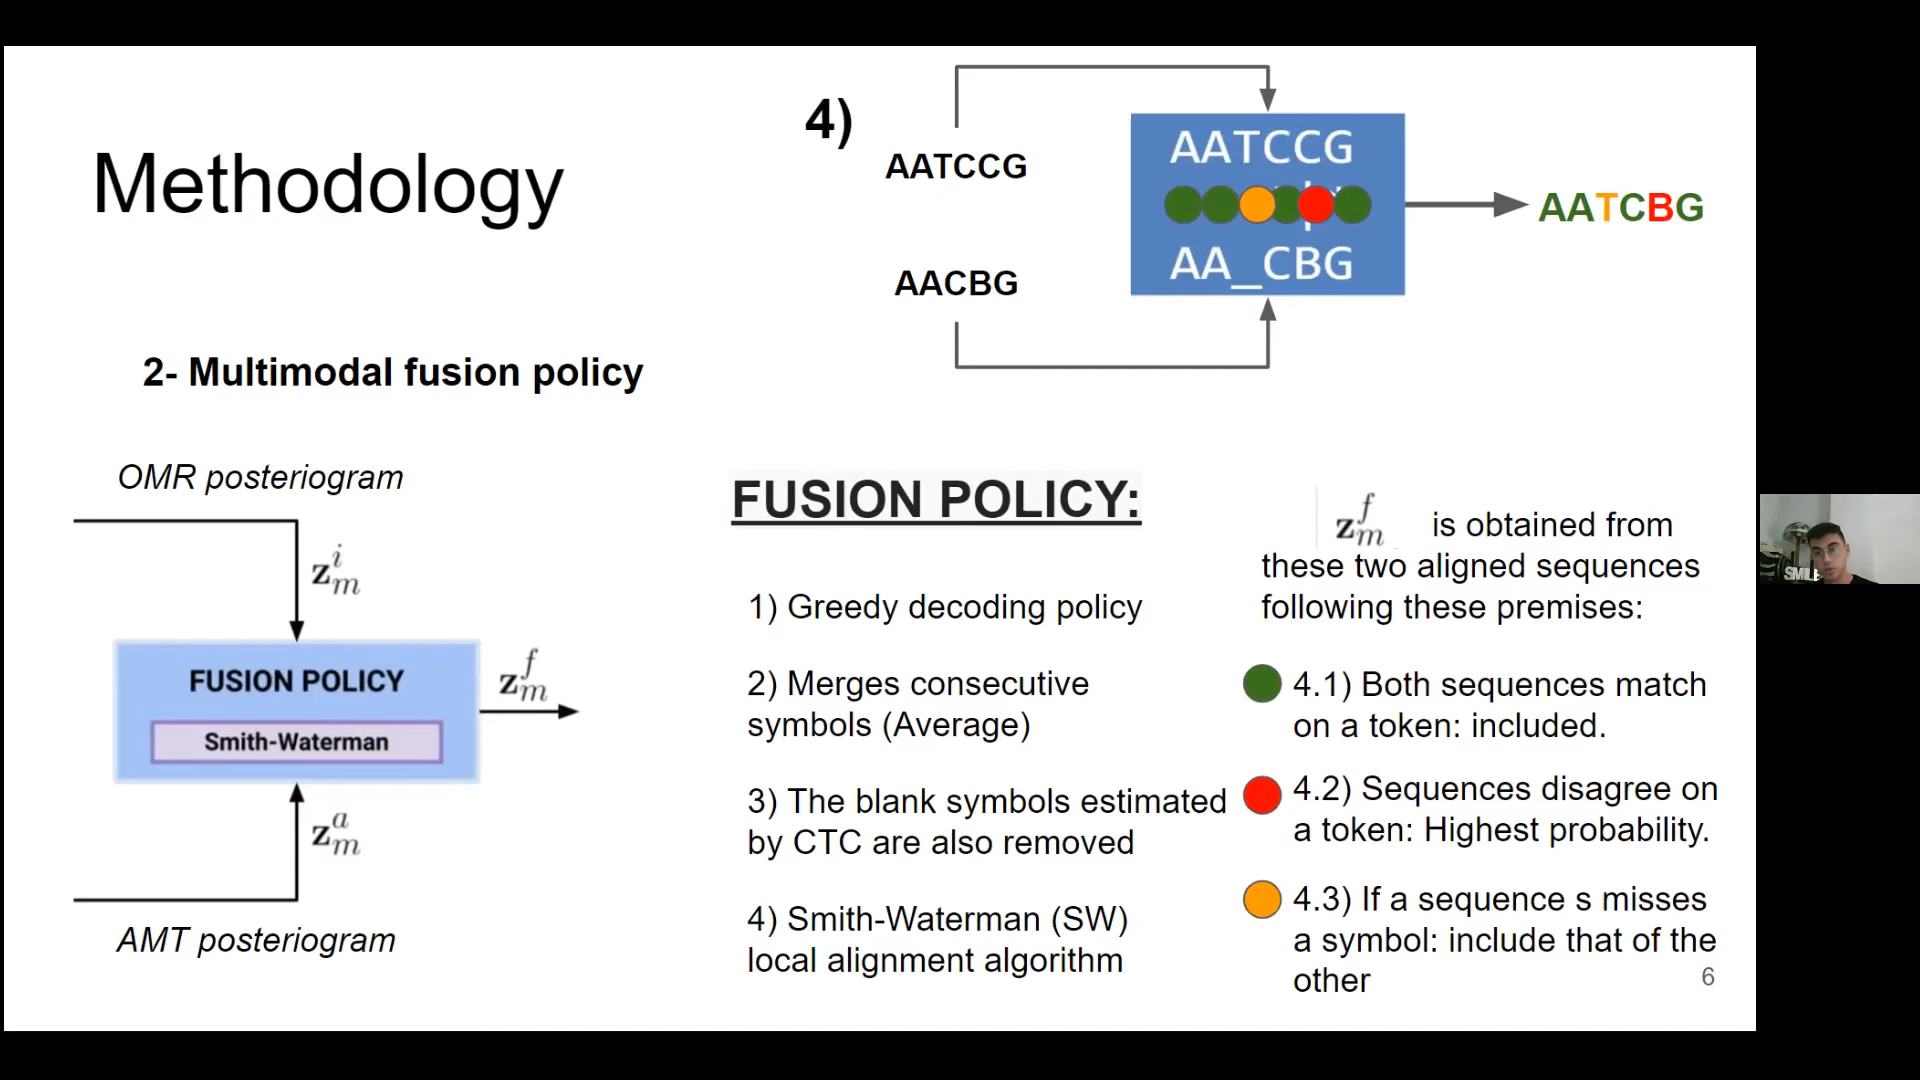 Methodology
4)
AATCCG
AACBG
AATCCG
AA_CBG
AATCBG
2- Multimodal fusion policy
OMR posteriogram
z_m^i
FUSION POLICY
Smith-Waterman
z_m^f
z_m^a
AMT posteriogram
FUSION POLICY:
1) Greedy decoding policy
2) Merges consecutive
symbols (Average)
3) The blank symbols estimated
by CTC are also removed
4) Smith-Waterman (SW)
local alignment algorithm
z_m^f is obtained from
these two aligned sequences
following these premises:
4.1) Both sequences match
on a token: included.
4.2) Sequences disagree on
a token: Highest probability.
4.3) If a sequence s misses
a symbol: include that of the
other
6